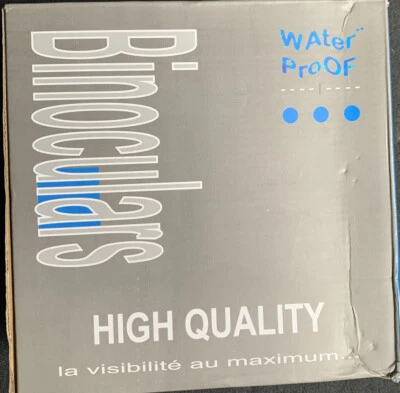 Binoculars
WAter
ProOF
HIGH QUALITY
la visibilité au maximum...